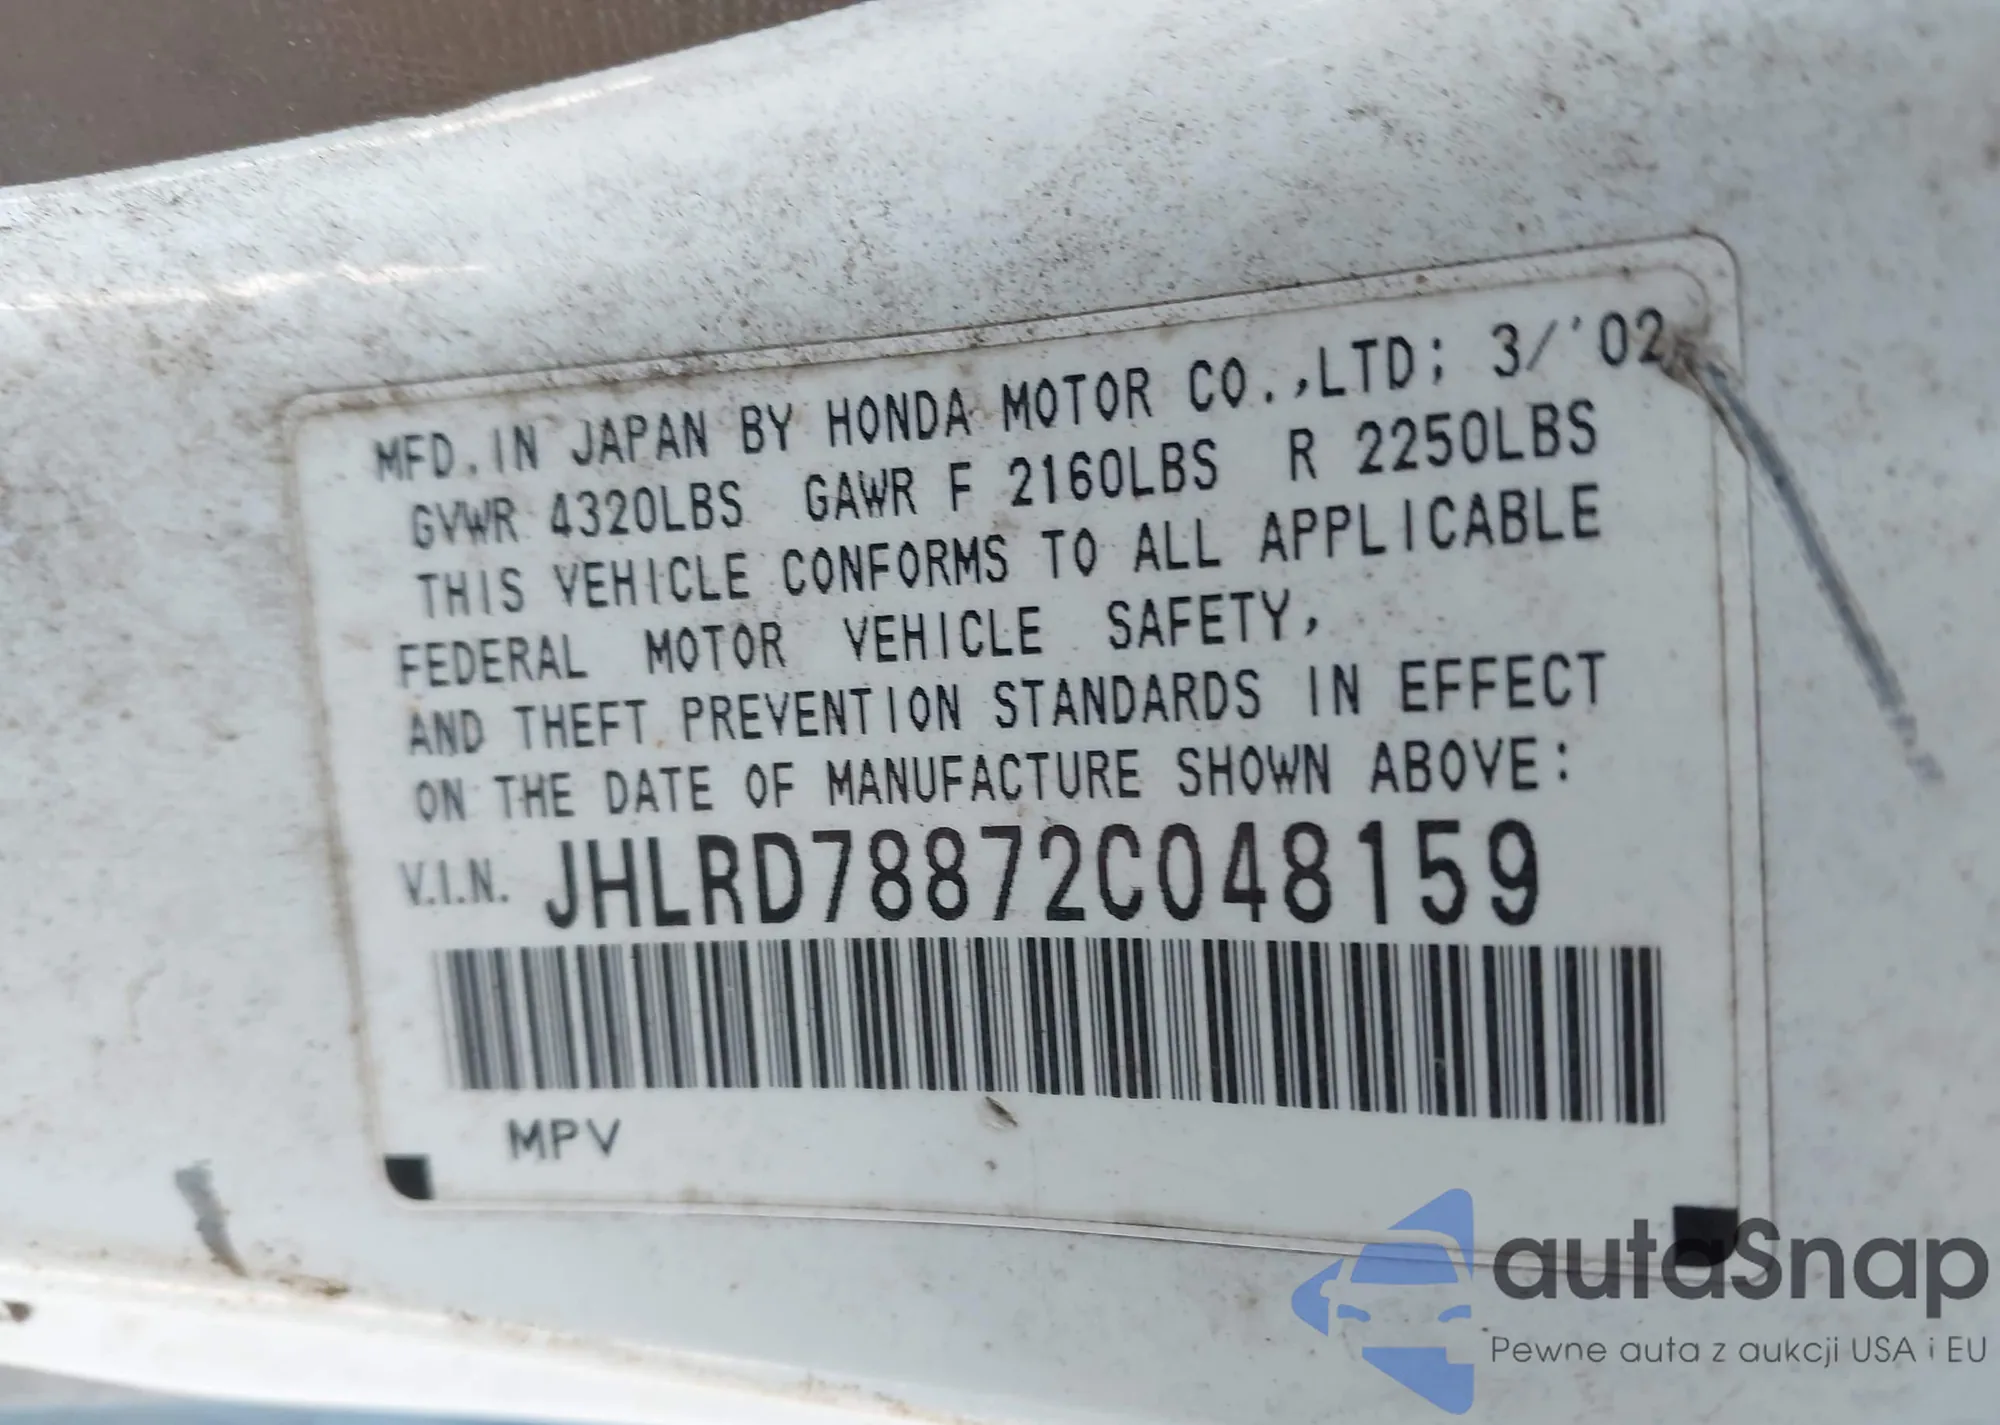 MFD. IN JAPAN BY HONDA MOTOR CO.,LTD; 3/'02
GVWR 4320LBS GAWR F 2160LBS R 2250LBS
THIS VEHICLE CONFORMS TO ALL APPLICABLE
FEDERAL MOTOR VEHICLE SAFETY,
AND THEFT PREVENTION STANDARDS IN EFFECT
ON THE DATE OF MANUFACTURE SHOWN ABOVE:
V.I.N. JHLRD78872C048159
MPV
autaSnap
Pewne auta z aukcji USA i EU